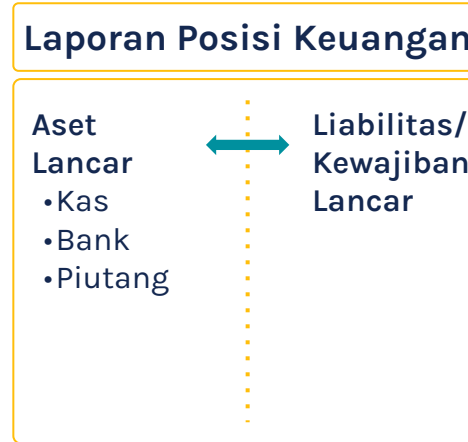 Laporan Posisi Keuangan
Aset
Lancar
•Kas
•Bank
•Piutang
Liabilitas/
Kewajiban
Lancar